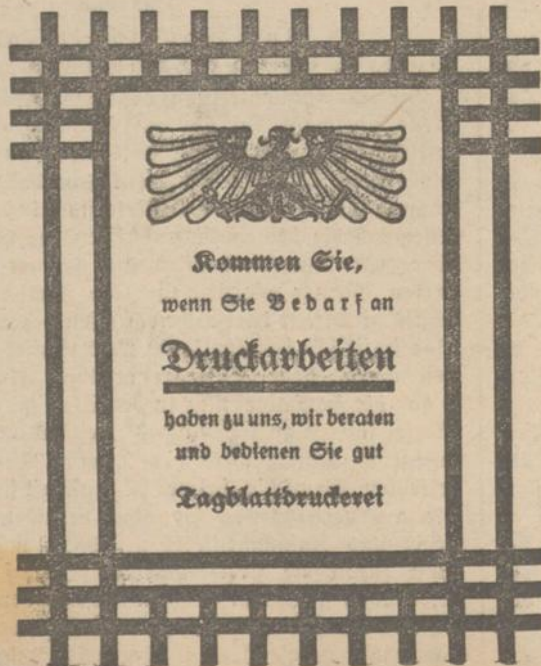 Kommen Sie,
wenn Sie Bedarf an
Druckarbeiten
haben zu uns, wir beraten
und bedienen Sie gut
Tagblattdruckerei